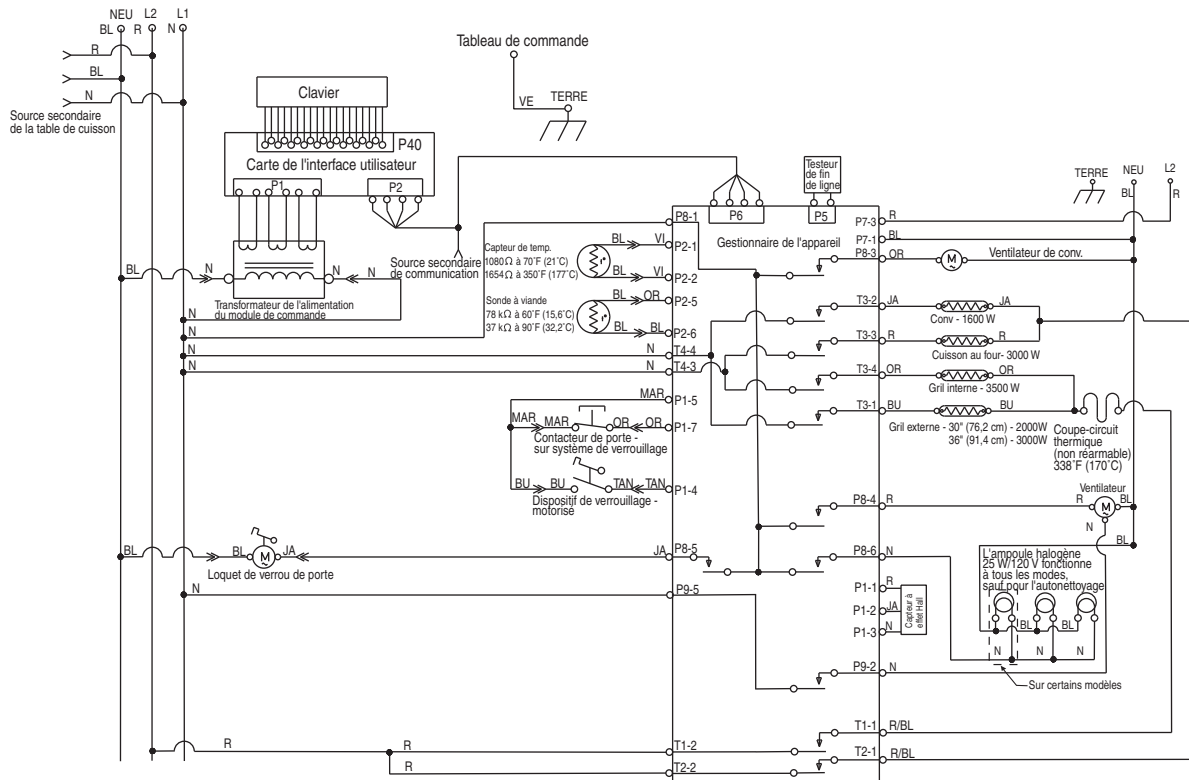 NEU L2 L1
BL R N
R
BL
N
Source secondaire
de la table de cuisson
Clavier
P40
Carte de l'interface utilisateur
P1
P2
Tableau de commande
VE
TERRE
BL N N N
Transformateur de l'alimentation
du module de commande
Source secondaire
de communication
P6
Testeur
de fin
de ligne
P5
Gestionnaire de l'appareil
P8-1
Capteur de temp.
1080Ω à 70˚F (21˚C)
1654Ω à 350˚F (177˚C)
BL VI P2-1
BL VI P2-2
Sonde à viande
78 kΩ à 60˚F (15,6˚C)
37 kΩ à 90˚F (32,2˚C)
BL OR P2-5
BL BL P2-6
N
N
N N T4-4
N N T4-3
MAR P1-5
MAR MAR OR OR P1-7
Contacteur de porte -
sur système de verrouillage
BU BU TAN TAN P1-4
Dispositif de verrouillage -
motorisé
BL BL M JA JA P8-5
Loquet de verrou de porte
N P9-5
R R T1-2
R T2-2
TERRE NEU L2
BL R
P7-3 R
P7-1 BL
P8-3 OR M Ventilateur de conv.
T3-2 JA JA
Conv - 1600 W
T3-3 R R
Cuisson au four- 3000 W
T3-4 OR OR
Gril interne - 3500 W
T3-1 BU BU
Gril externe - 30" (76,2 cm) - 2000W
36" (91,4 cm) - 3000W
Coupe-circuit
thermique
(non réarmable)
338˚F (170˚C)
Ventilateur
P8-4 R R M BL
N
BL
P8-6 N
L'ampoule halogène
25 W/120 V fonctionne
à tous les modes,
sauf pour l'autonettoyage
P1-1 R
P1-2 JA
P1-3 N
Capteur à
effet Hall
BL BL
N N N
P9-2 N
Sur certains modèles
T1-1 R/BL
T2-1 R/BL